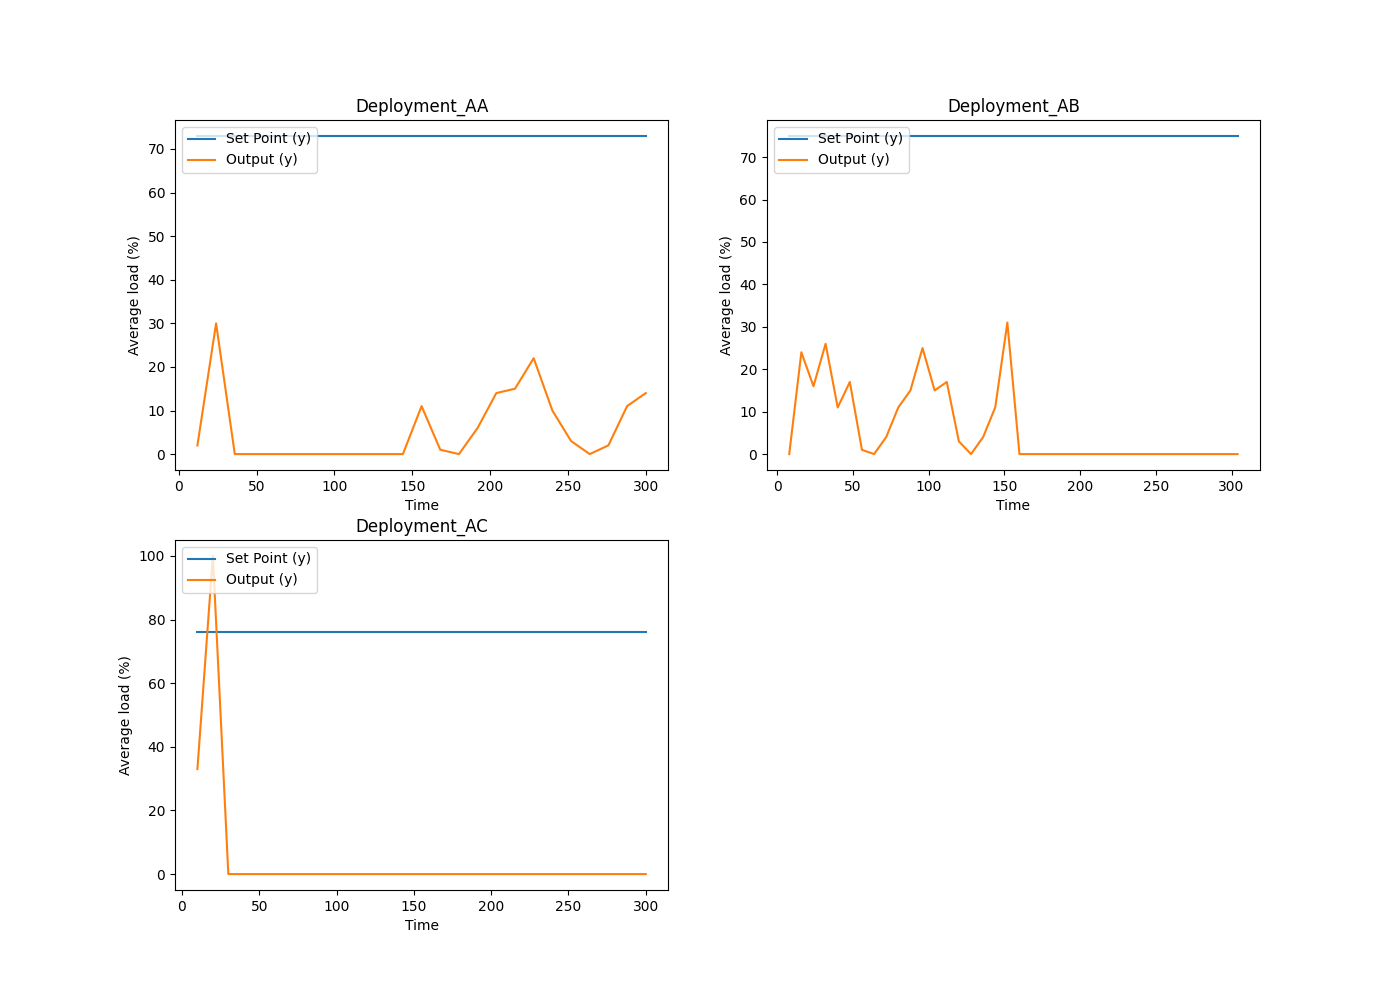 Deployment_AA
Set Point (y)
Output (y)
70
60
50
40
30
20
10
0
Average load (%)
0 50 100 150 200 250 300
Time
Deployment_AB
Set Point (y)
Output (y)
70
60
50
40
30
20
10
0
Average load (%)
0 50 100 150 200 250 300
Time
Deployment_AC
Set Point (y)
Output (y)
100
80
60
40
20
0
Average load (%)
0 50 100 150 200 250 300
Time